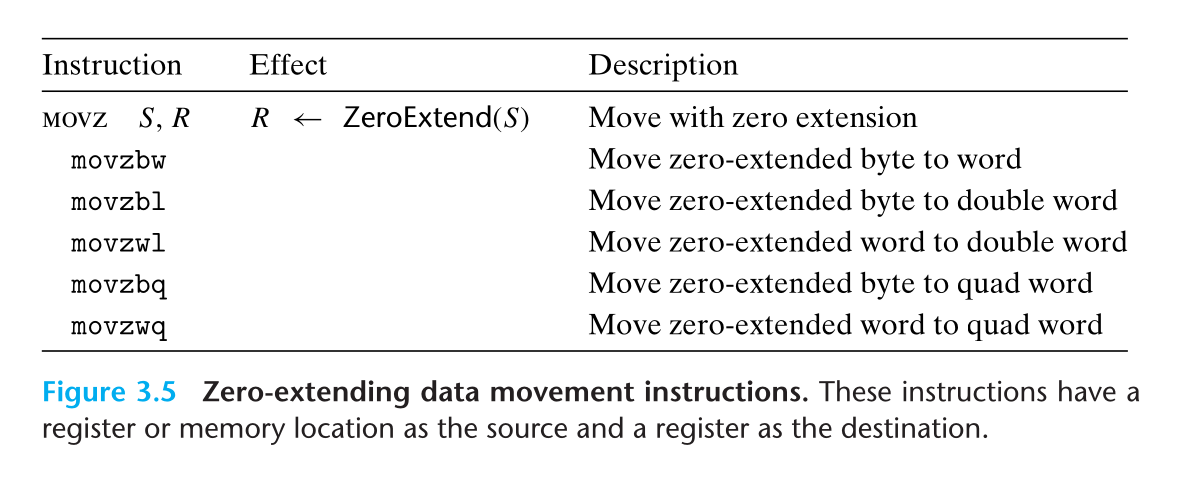 Instruction Effect Description
MOVZ S, R R ← ZeroExtend(S) Move with zero extension
movzbw Move zero-extended byte to word
movzbl Move zero-extended byte to double word
movzwl Move zero-extended word to double word
movzbq Move zero-extended byte to quad word
movzwq Move zero-extended word to quad word
Figure 3.5 Zero-extending data movement instructions. These instructions have a
register or memory location as the source and a register as the destination.